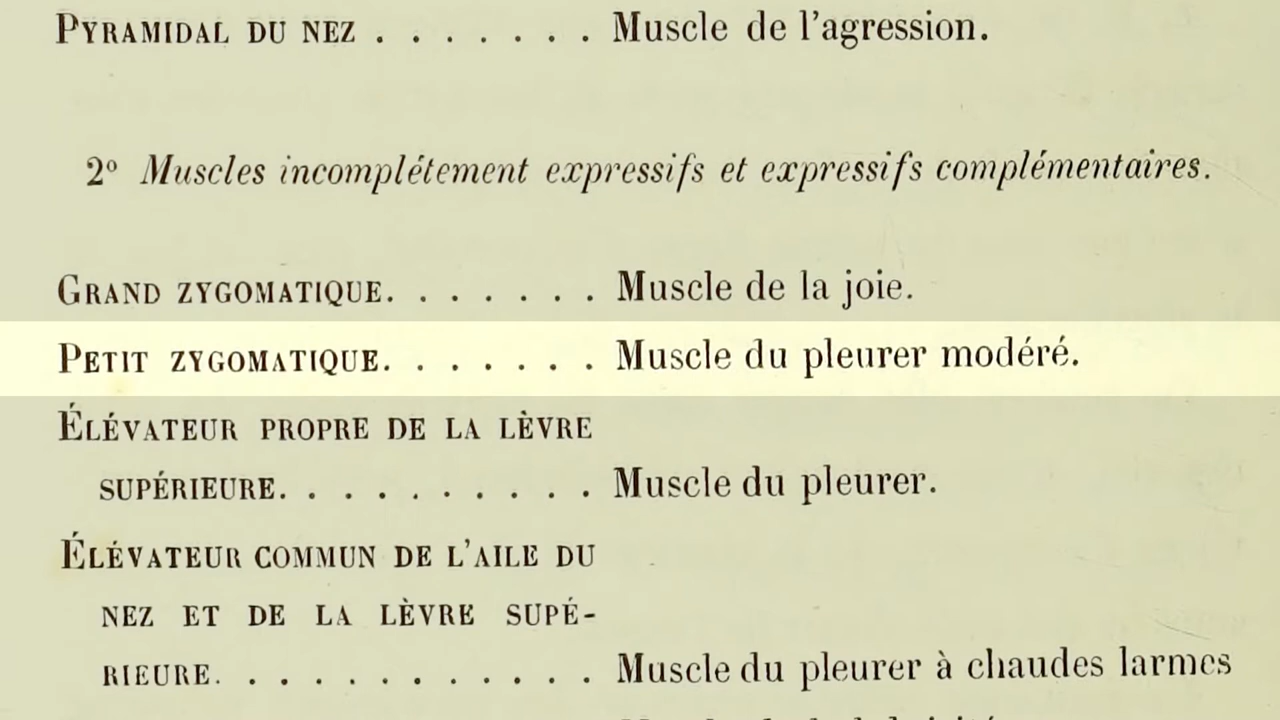 PYRAMIDAL DU NEZ . . . . . . . Muscle de l'agression.
2º Muscles incomplétement expressifs et expressifs complémentaires.
GRAND ZYGOMATIQUE. . . . . . . Muscle de la joie.
PETIT ZYGOMATIQUE. . . . . . . Muscle du pleurer modéré.
ÉLÉVATEUR PROPRE DE LA LÈVRE
SUPÉRIEURE. . . . . . . . . . . Muscle du pleurer.
ÉLÉVATEUR COMMUN DE L'AILE DU
NEZ ET DE LA LÈVRE SUPÉ-
RIEURE. . . . . . . . . . . . . Muscle du pleurer à chaudes larmes